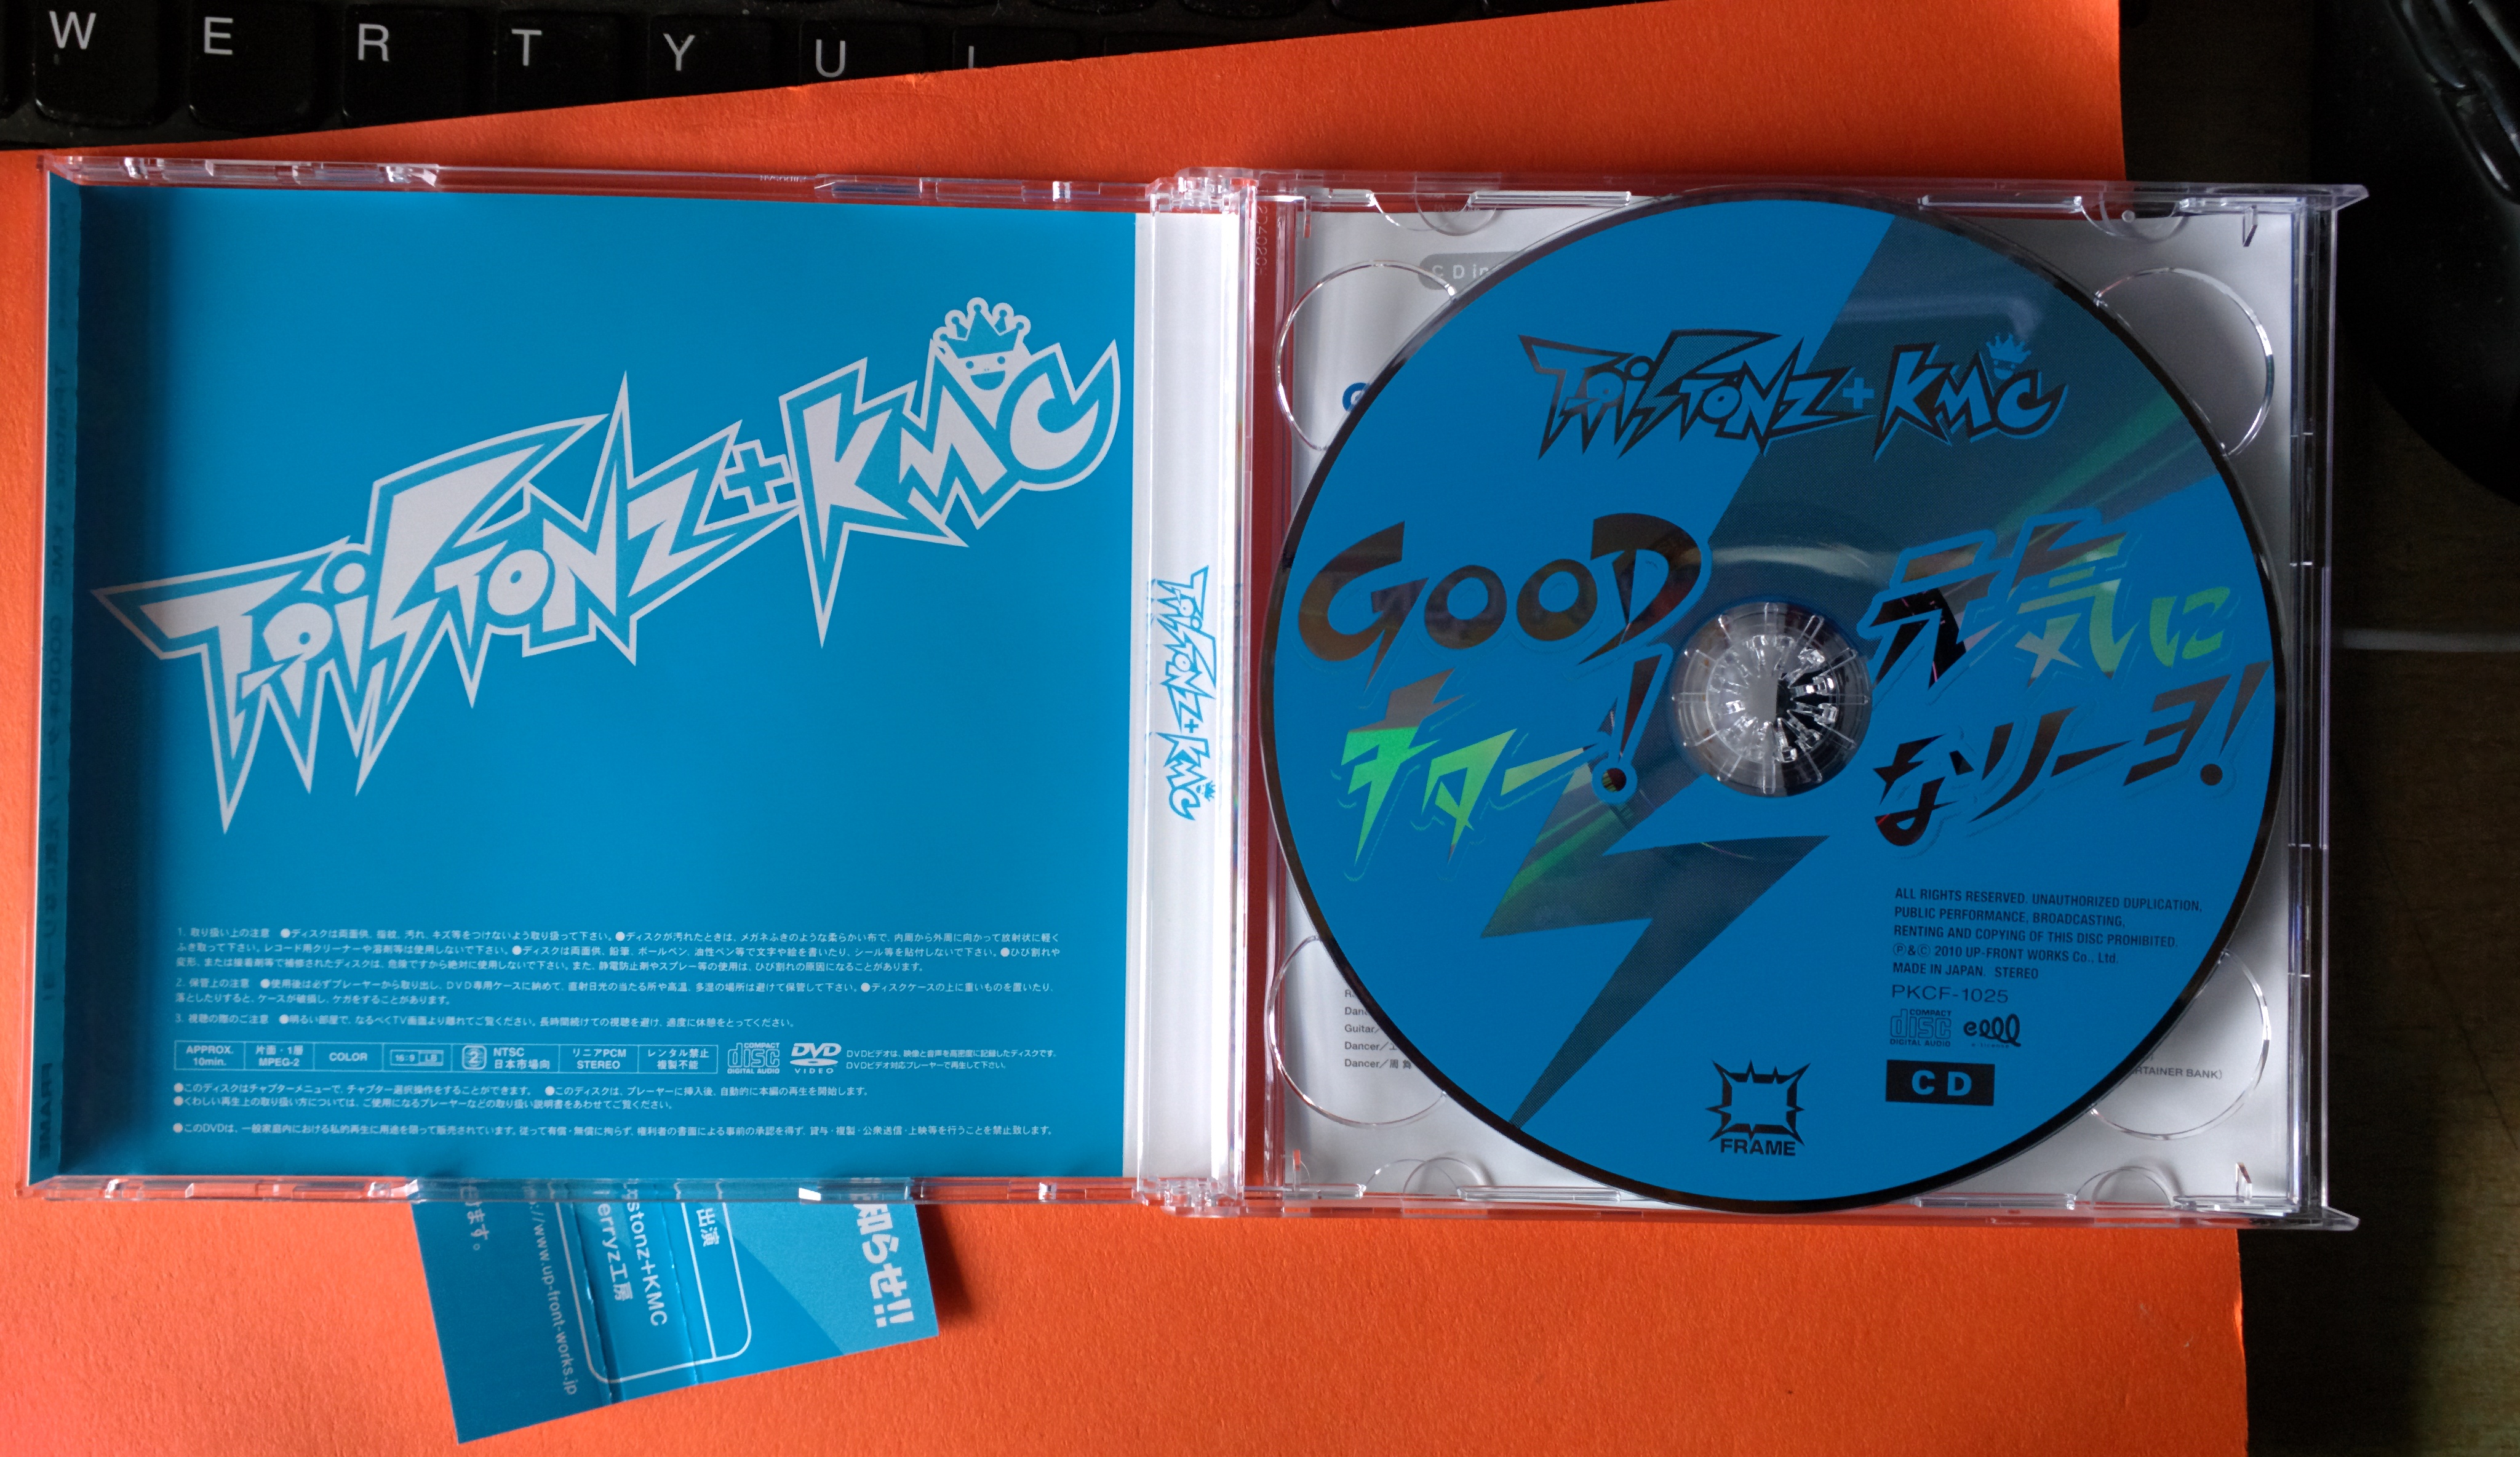 W E R T Y U I
TōisTonz+KMC
1. 取り扱い上の注意　●ディスクは両面供、指紋、汚れ、キズ等をつけないよう取り扱って下さい。●ディスクが汚れたときは、メガネふきのような柔らかい布で、内周から外周に向かって放射状に軽く
ふき取って下さい。レコード用クリーナーや溶剤等は使用しないで下さい。●ディスクは両面供、鉛筆、ボールペン、油性ペン等で文字や絵を書いたり、シール等を貼付しないで下さい。●ひび割れや
変形、または接着剤等で補修されたディスクは、危険ですから絶対に使用しないで下さい。また、静電防止剤やスプレー等の使用は、ひび割れの原因になることがあります。
2. 保管上の注意　●使用後は必ずプレーヤーから取り出し、DVD専用ケースに納めて、直射日光の当たる所や高温、多湿の場所は避けて保管して下さい。●ディスクケースの上に重いものを置いたり、
落としたりすると、ケースが破損し、ケガをすることがあります。
3. 視聴の際のご注意　●明るい部屋で、なるべくTV画面より離れてご覧ください。長時間続けての視聴を避け、適度に休憩をとってください。
APPROX. 10min.
片面・1層 MPEG-2
COLOR
16:9 LB
2
NTSC 日本市場向
リニアPCM STEREO
レンタル禁止 複製不能
COMPACT disc DIGITAL AUDIO
DVD VIDEO
DVDビデオは、映像と音声を高密度に記録したディスクです。
DVDビデオ対応プレーヤーで再生して下さい。
●このディスクはチャプターメニューで、チャプター選択操作をすることができます。　●このディスクは、プレーヤーに挿入後、自動的に本編の再生を開始します。
●くわしい再生上の取り扱い方については、ご使用になるプレーヤーなどの取り扱い説明書をあわせてご覧ください。
●このDVDは、一般家庭内における私的再生に用途を限って販売されています。従って有償・無償に拘らず、権利者の書面による事前の承認を得ず、貸与・複製・公衆送信・上映等を行うことを禁止致します。
FRAME
TōisTonz+KMC
CD in
Guitar/
Dancer/
Dancer/周
RTAINER BANK)
TōisTonz+KMC
GOOD
チター!
元気に
なリーヨ!
ALL RIGHTS RESERVED. UNAUTHORIZED DUPLICATION,
PUBLIC PERFORMANCE, BROADCASTING,
RENTING AND COPYING OF THIS DISC PROHIBITED.
Ⓟ&Ⓒ 2010 UP-FRONT WORKS Co., Ltd.
MADE IN JAPAN. STEREO
PKCF-1025
COMPACT disc DIGITAL AUDIO
CD
FRAME
知らせ!!
出演
stonz+KMC
erryz工房
://www.up-front-works.jp
ます。